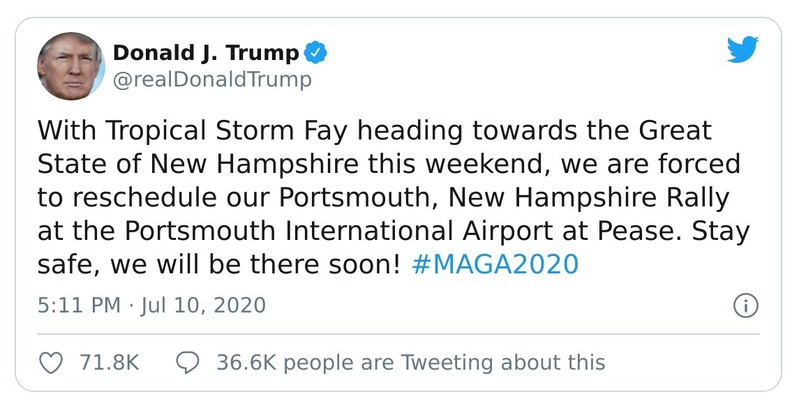 Donald J. Trump
@realDonaldTrump
With Tropical Storm Fay heading towards the Great
State of New Hampshire this weekend, we are forced
to reschedule our Portsmouth, New Hampshire Rally
at the Portsmouth International Airport at Pease. Stay
safe, we will be there soon! #MAGA2020
5:11 PM · Jul 10, 2020
71.8K 36.6K people are Tweeting about this